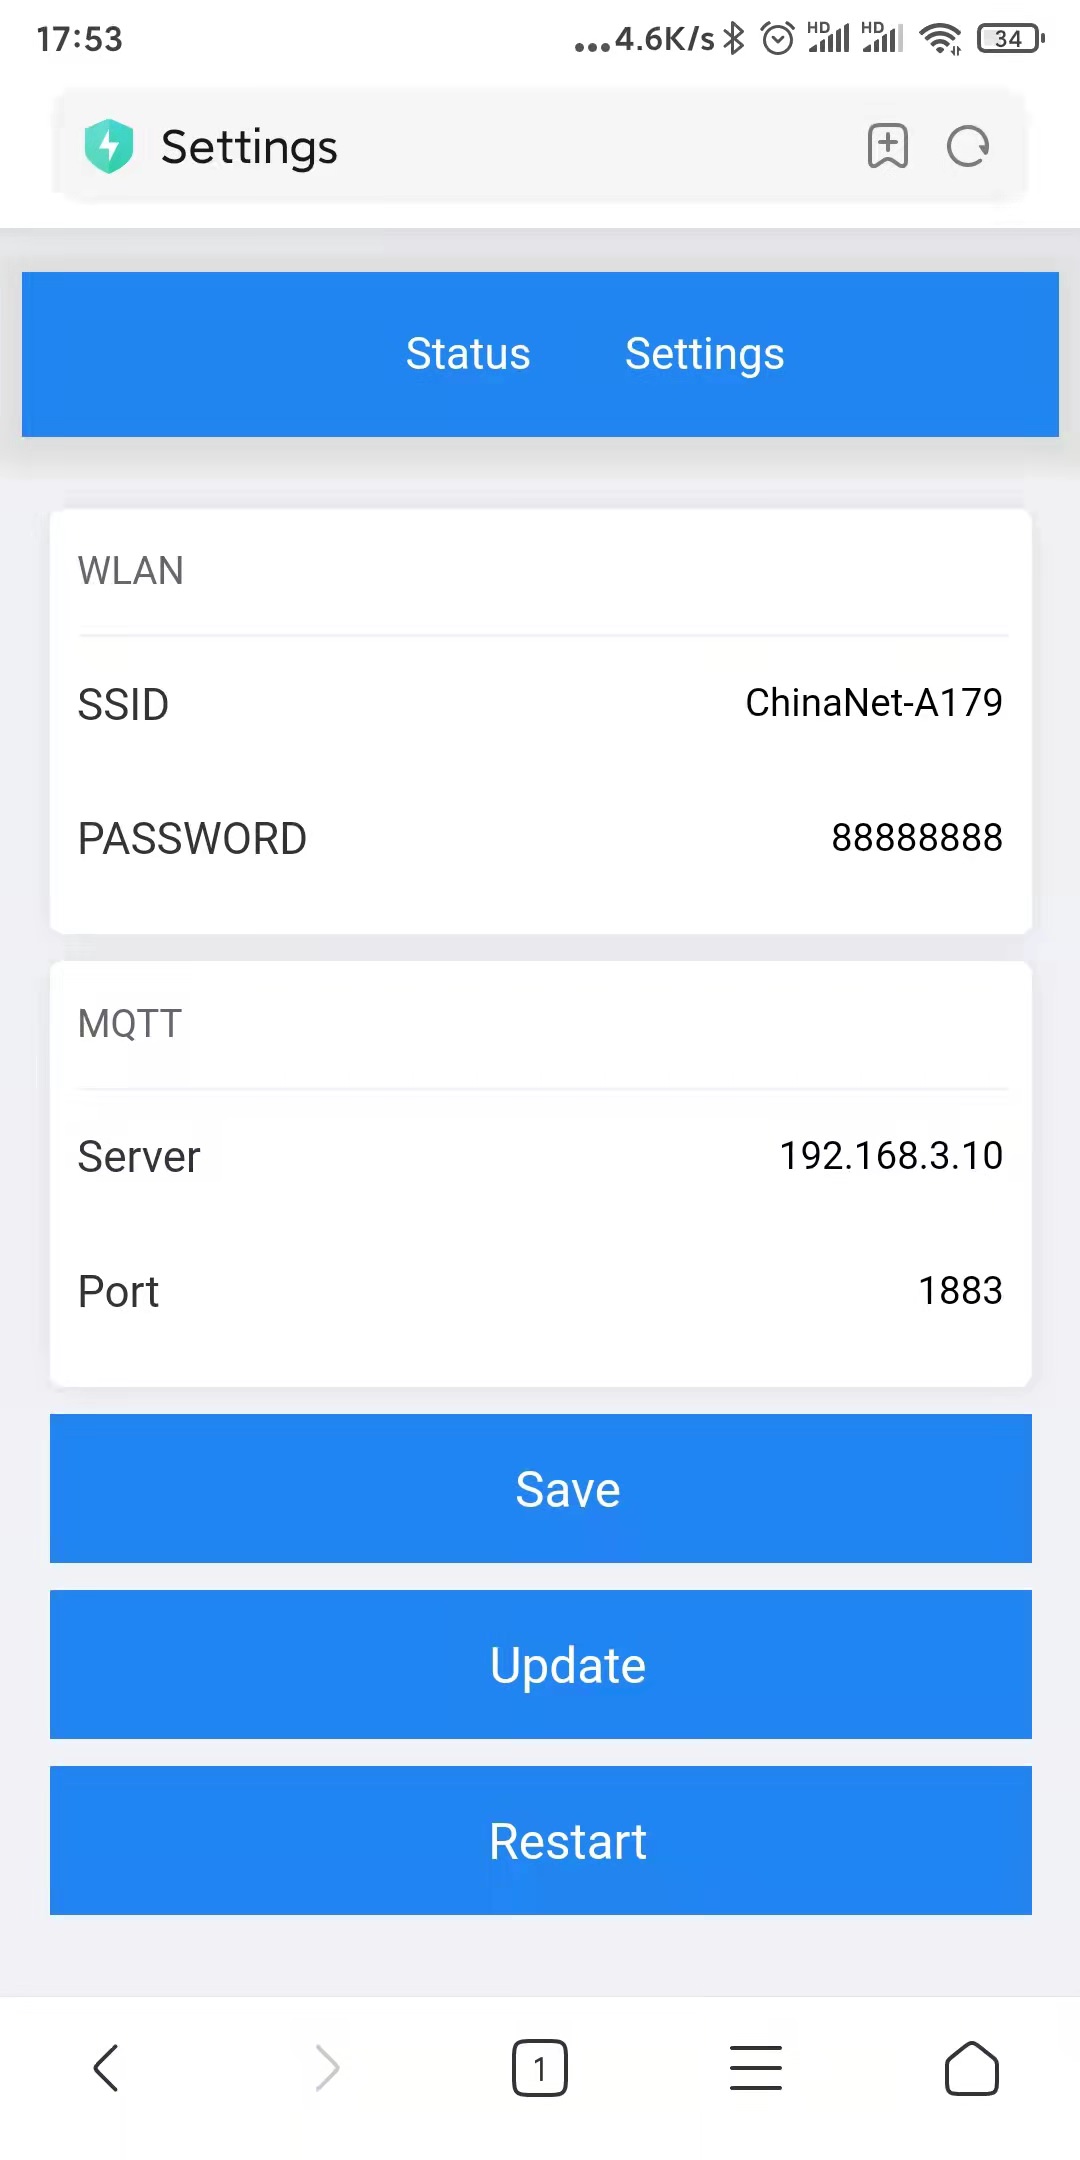 17:53
...4.6K/s HD HD 34
Settings
Status Settings
WLAN
SSID ChinaNet-A179
PASSWORD 88888888
MQTT
Server 192.168.3.10
Port 1883
Save
Update
Restart
1